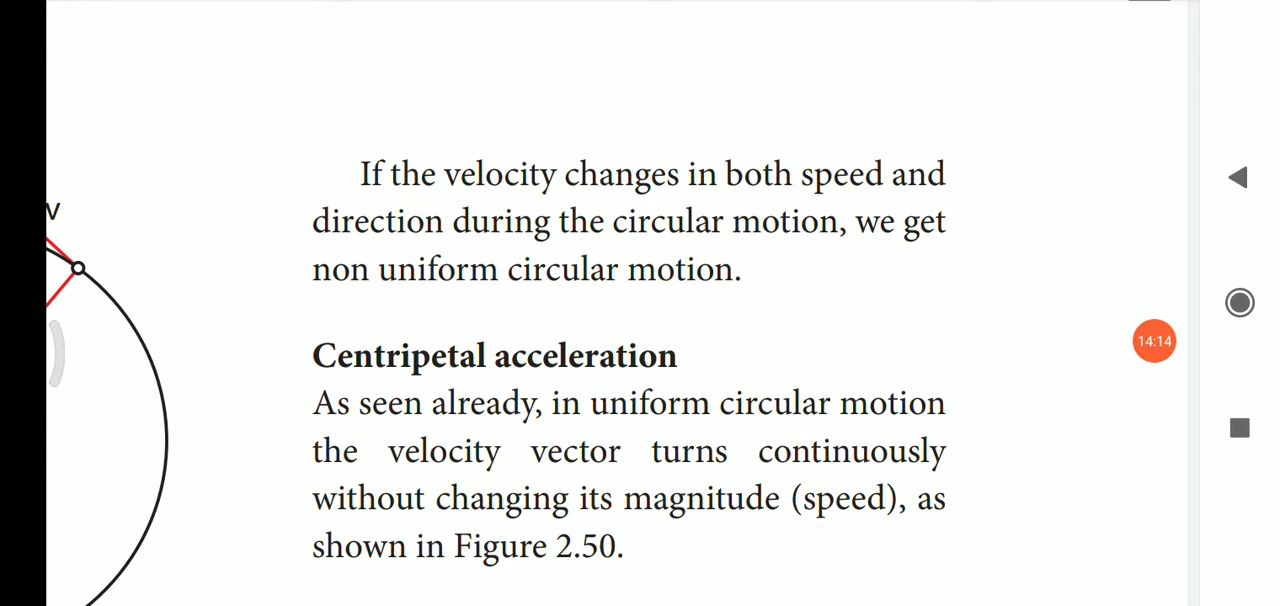 If the velocity changes in both speed and
direction during the circular motion, we get
non uniform circular motion.
v
Centripetal acceleration
14:14
As seen already, in uniform circular motion
the velocity vector turns continuously
without changing its magnitude (speed), as
shown in Figure 2.50.